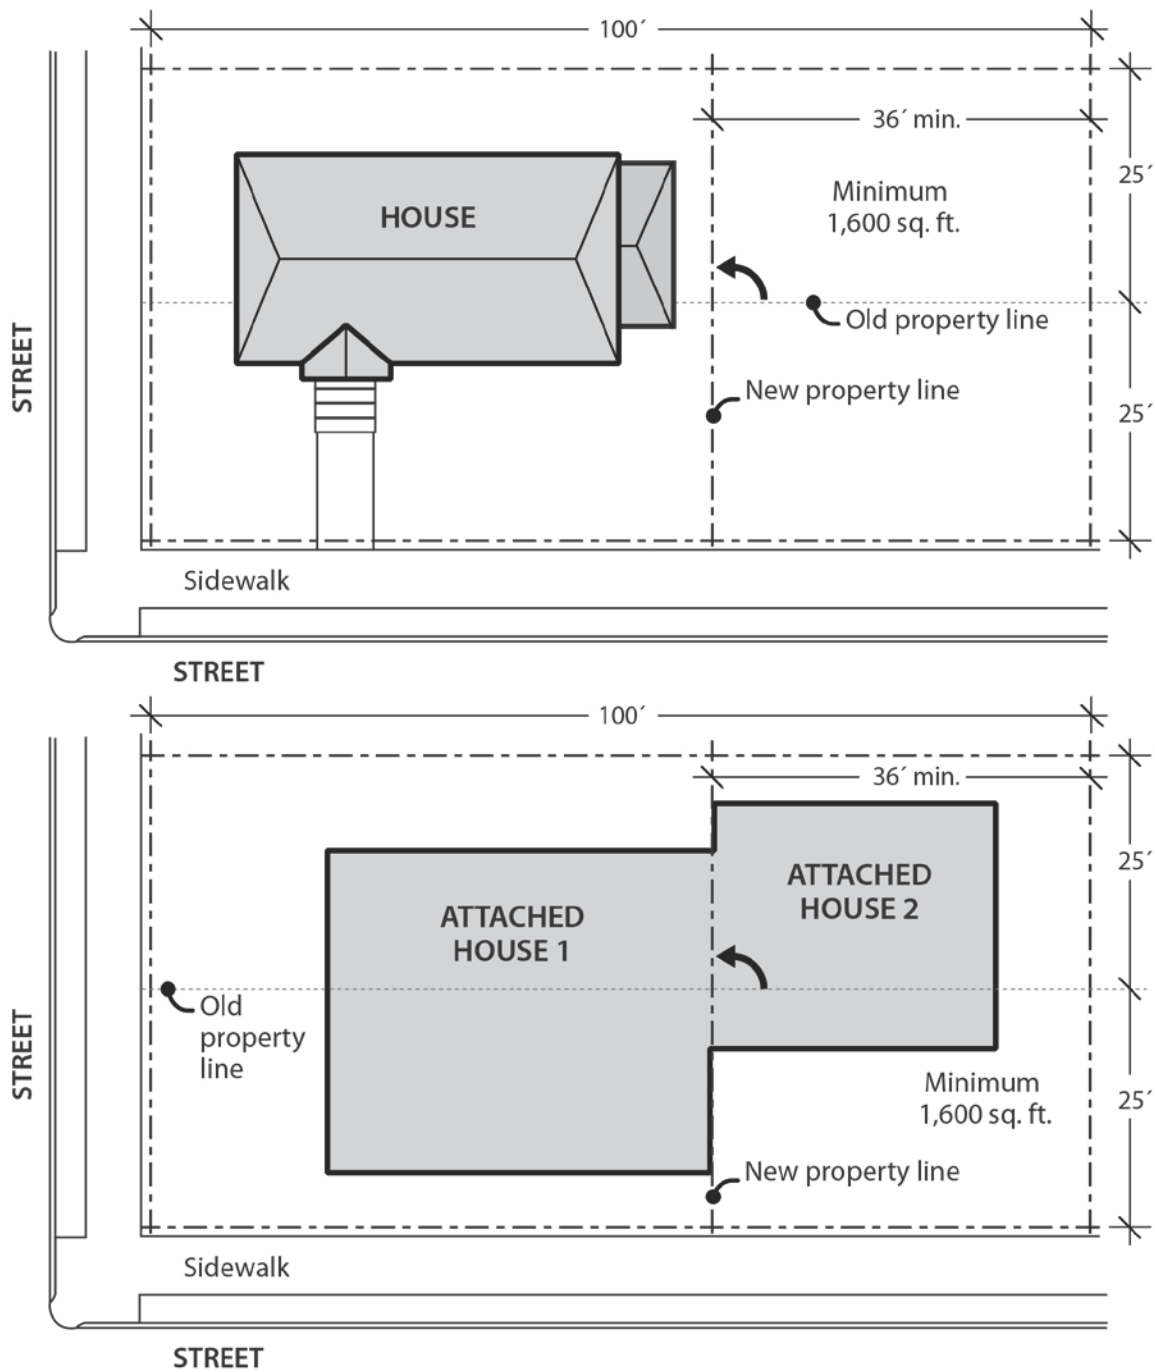 100´
36´ min.
25´
Minimum
1,600 sq. ft.
HOUSE
Old property line
STREET
New property line
25´
Sidewalk
STREET
100´
36´ min.
25´
ATTACHED
HOUSE 2
ATTACHED
HOUSE 1
Old
property
line
STREET
Minimum
1,600 sq. ft.
25´
New property line
Sidewalk
STREET